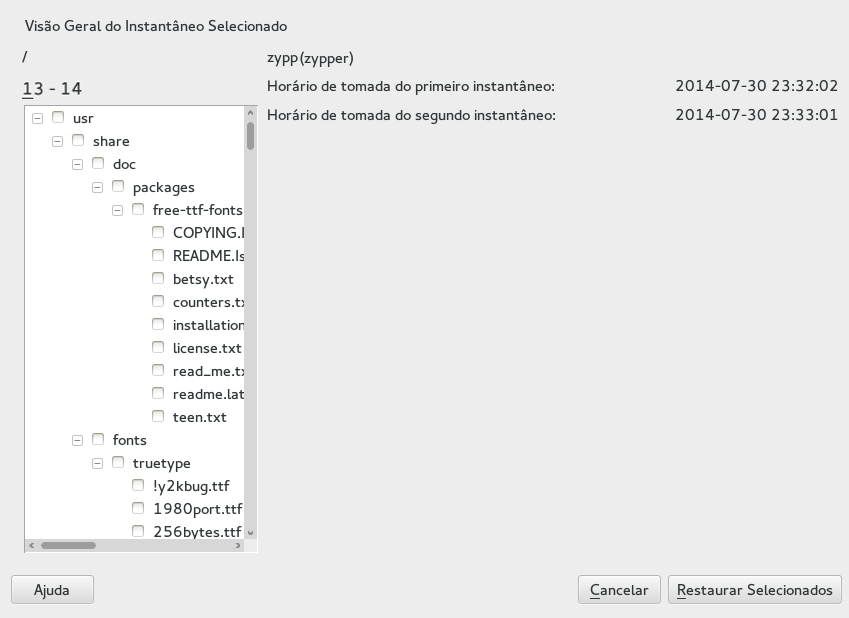 Visão Geral do Instantâneo Selecionado
/
zypp (zypper)
13 - 14
Horário de tomada do primeiro instantâneo: 2014-07-30 23:32:02
Horário de tomada do segundo instantâneo: 2014-07-30 23:33:01
usr
share
doc
packages
free-ttf-fonts
COPYING.
README.ls
betsy.txt
counters.tx
installation
license.txt
read_me.tx
readme.lat
teen.txt
fonts
truetype
!y2kbug.ttf
1980port.ttf
256bytes.ttf
Ajuda
Cancelar
Restaurar Selecionados